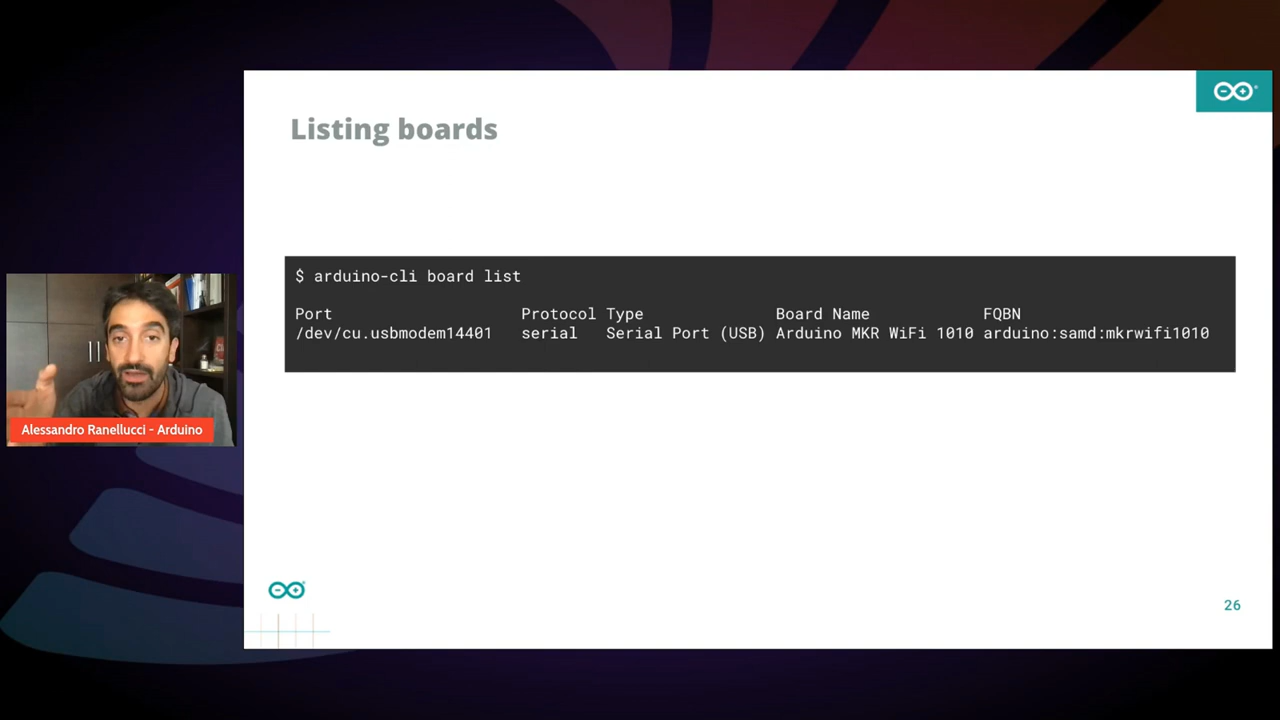 Listing boards
$ arduino-cli board list
Port Protocol Type Board Name FQBN
/dev/cu.usbmodem14401 serial Serial Port (USB) Arduino MKR WiFi 1010 arduino:samd:mkrwifi1010
Alessandro Ranellucci - Arduino
26